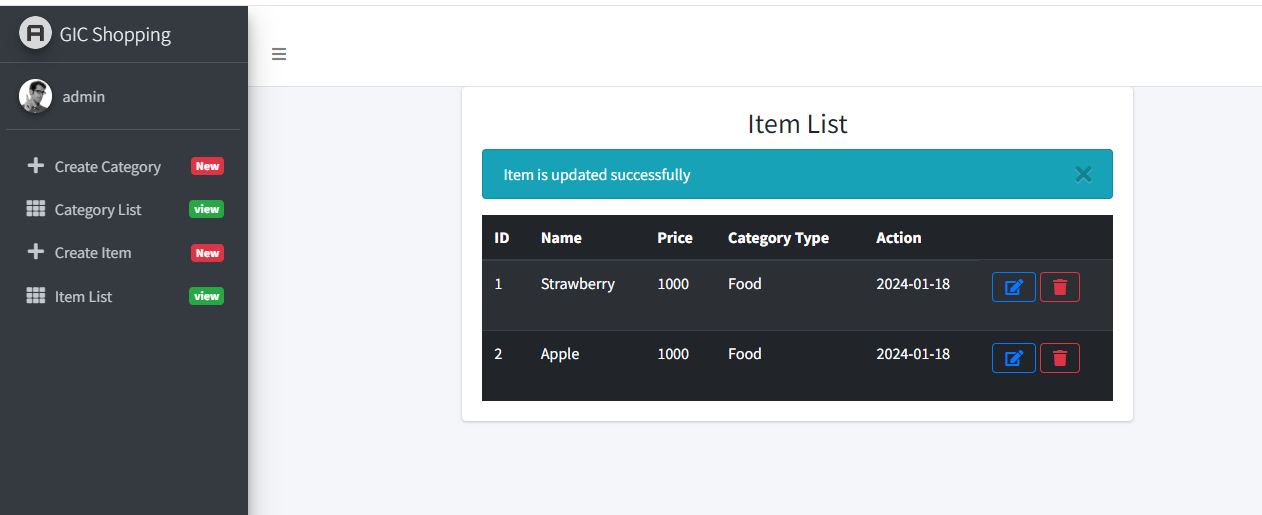 GIC Shopping
admin
Create Category New
Category List view
Create Item New
Item List view
Item List
Item is updated successfully
ID Name Price Category Type Action
1 Strawberry 1000 Food 2024-01-18
2 Apple 1000 Food 2024-01-18